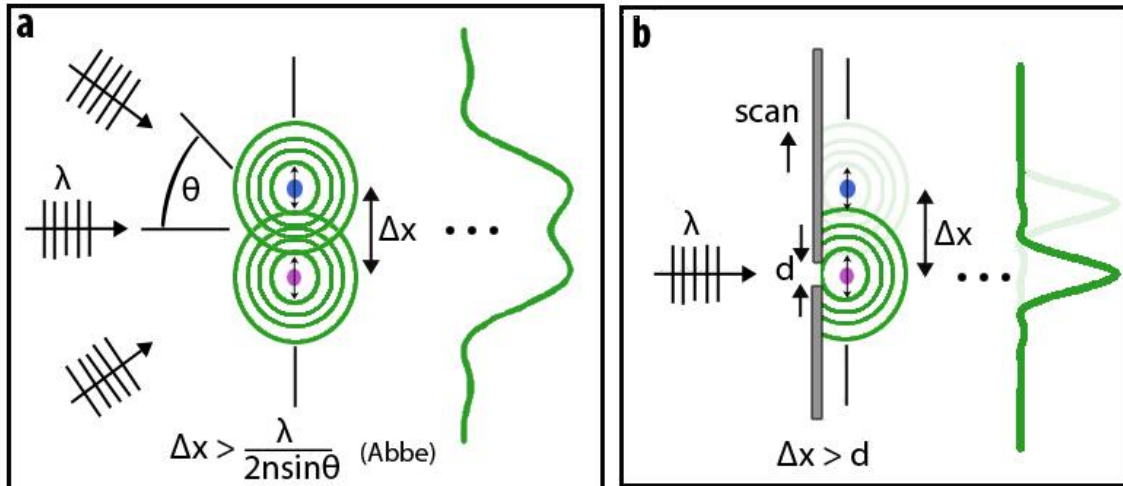 a
λ
θ
Δx
...
Δx > λ / 2nsinθ (Abbe)
b
scan
λ
d
Δx
...
Δx > d